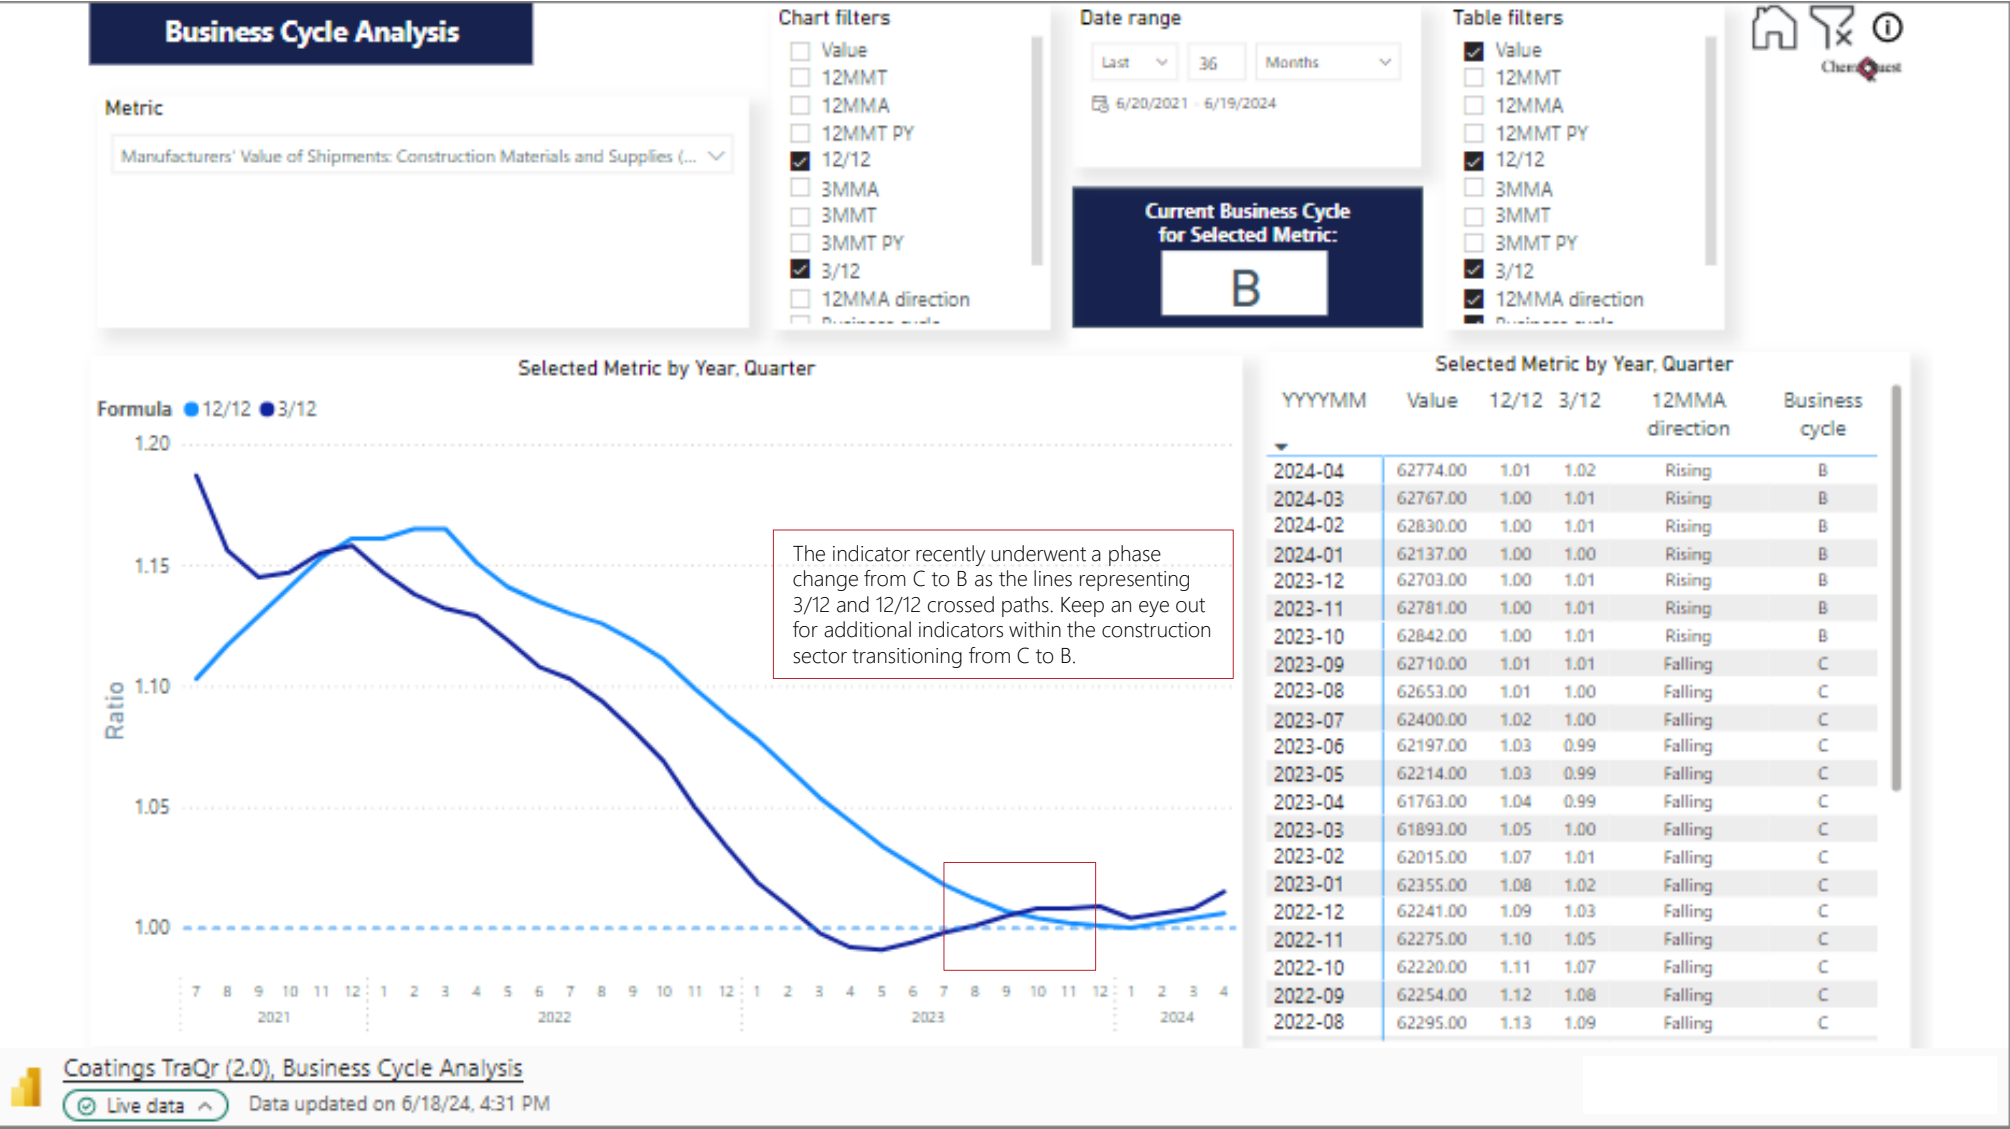 Business Cycle Analysis
Metric
Manufacturers' Value of Shipments: Construction Materials and Supplies (...
Chart filters
Value
12MMT
12MMA
12MMT PY
12/12
3MMA
3MMT
3MMT PY
3/12
12MMA direction
Business cycle
Date range
Last 36 Months
6/20/2021 - 6/19/2024
Current Business Cycle
for Selected Metric:
B
Table filters
Value
12MMT
12MMA
12MMT PY
12/12
3MMA
3MMT
3MMT PY
3/12
12MMA direction
Business cycle
ChemQuest
Selected Metric by Year, Quarter
Formula 12/12 3/12
1.20
1.15
1.10
1.05
1.00
Ratio
The indicator recently underwent a phase
change from C to B as the lines representing
3/12 and 12/12 crossed paths. Keep an eye out
for additional indicators within the construction
sector transitioning from C to B.
7 8 9 10 11 12 1 2 3 4 5 6 7 8 9 10 11 12 1 2 3 4 5 6 7 8 9 10 11 12 1 2 3 4
2021 2022 2023 2024
Selected Metric by Year, Quarter
YYYYMM Value 12/12 3/12 12MMA Business
direction cycle
2024-04 62774.00 1.01 1.02 Rising B
2024-03 62767.00 1.00 1.01 Rising B
2024-02 62830.00 1.00 1.01 Rising B
2024-01 62137.00 1.00 1.00 Rising B
2023-12 62703.00 1.00 1.01 Rising B
2023-11 62781.00 1.00 1.01 Rising B
2023-10 62842.00 1.00 1.01 Rising B
2023-09 62710.00 1.01 1.01 Falling C
2023-08 62653.00 1.01 1.00 Falling C
2023-07 62400.00 1.02 1.00 Falling C
2023-06 62197.00 1.03 0.99 Falling C
2023-05 62214.00 1.03 0.99 Falling C
2023-04 61763.00 1.04 0.99 Falling C
2023-03 61893.00 1.05 1.00 Falling C
2023-02 62015.00 1.07 1.01 Falling C
2023-01 62355.00 1.08 1.02 Falling C
2022-12 62241.00 1.09 1.03 Falling C
2022-11 62275.00 1.10 1.05 Falling C
2022-10 62220.00 1.11 1.07 Falling C
2022-09 62254.00 1.12 1.08 Falling C
2022-08 62295.00 1.13 1.09 Falling C
Coatings TraQr (2.0), Business Cycle Analysis
Live data Data updated on 6/18/24, 4:31 PM